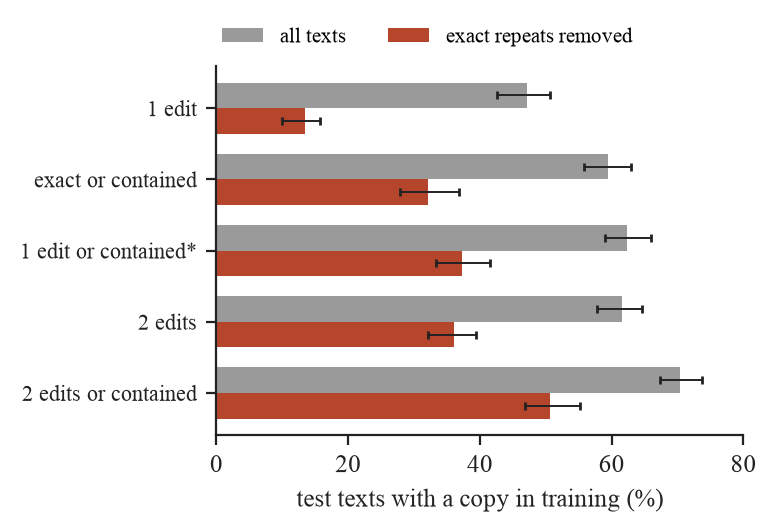 all texts exact repeats removed
1 edit
exact or contained
1 edit or contained*
2 edits
2 edits or contained
0 20 40 60 80
test texts with a copy in training (%)